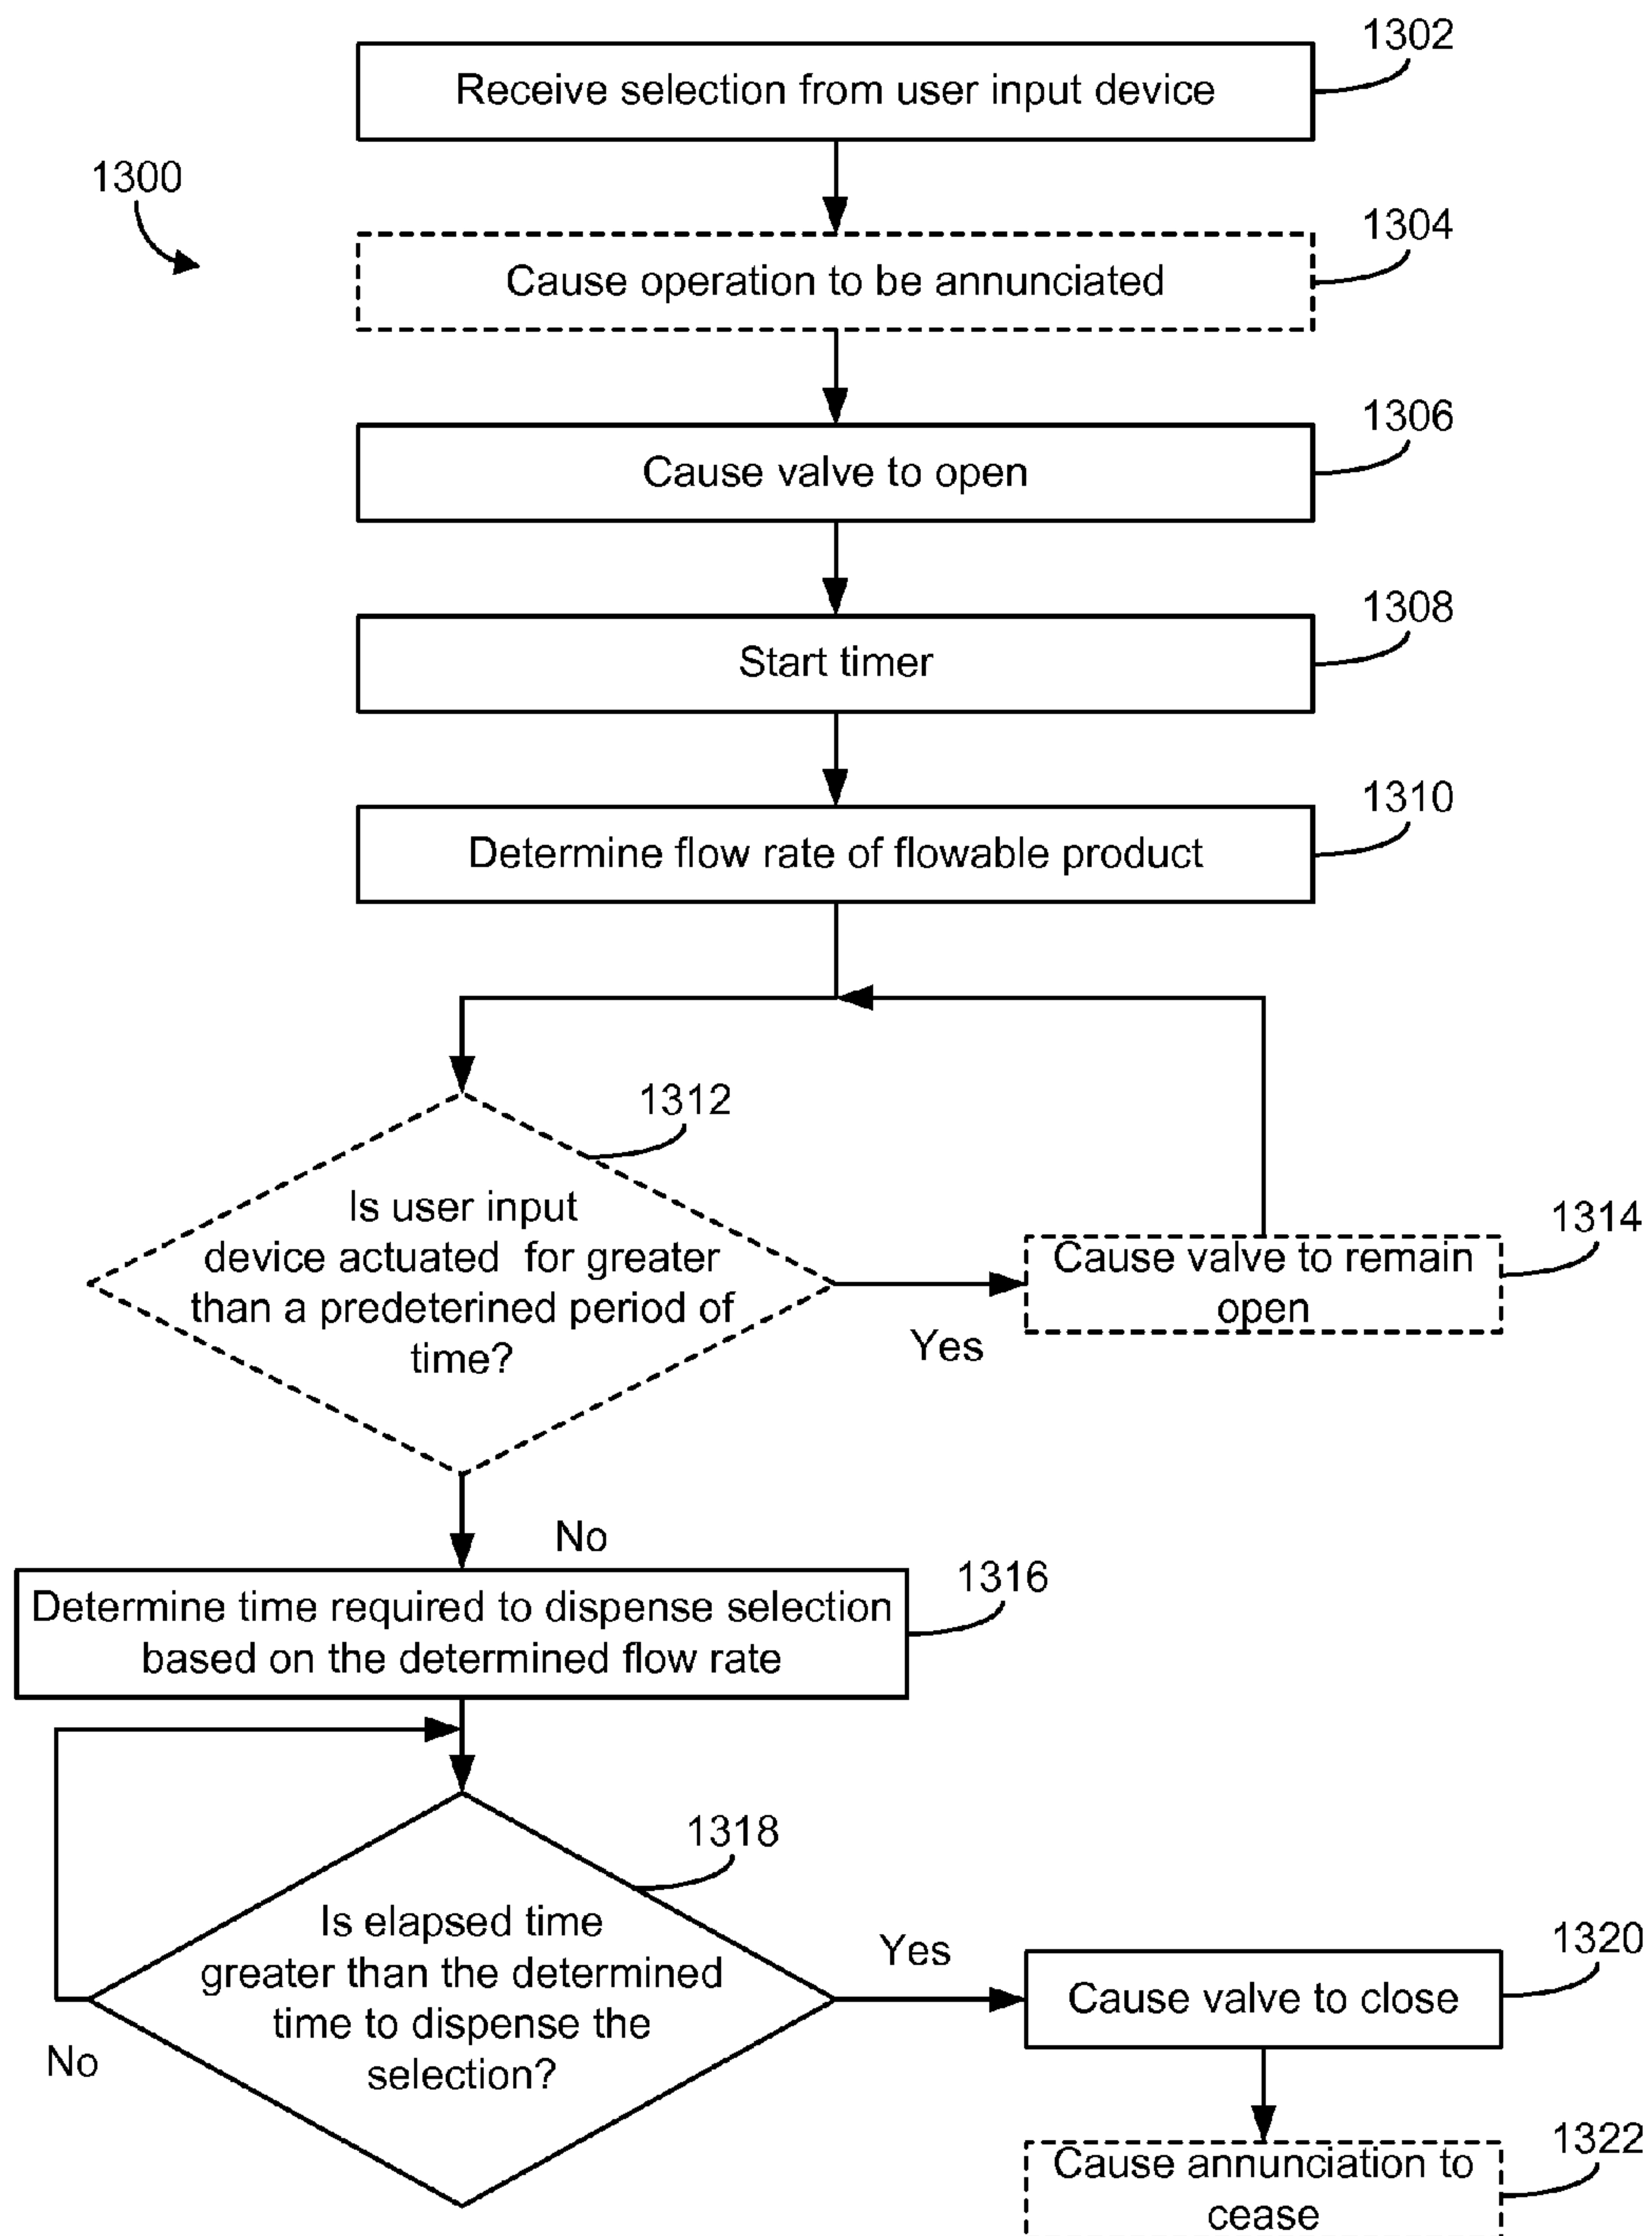 1302
Receive selection from user input device
1300
1304
Cause operation to be annunciated
1306
Cause valve to open
1308
Start timer
1310
Determine flow rate of flowable product
1312
Is user input
device actuated for greater
than a predeterined period of
time?
1314
Cause valve to remain
open
Yes
No
1316
Determine time required to dispense selection
based on the determined flow rate
1318
Is elapsed time
greater than the determined
time to dispense the
selection?
Yes
No
1320
Cause valve to close
1322
Cause annunciation to
cease